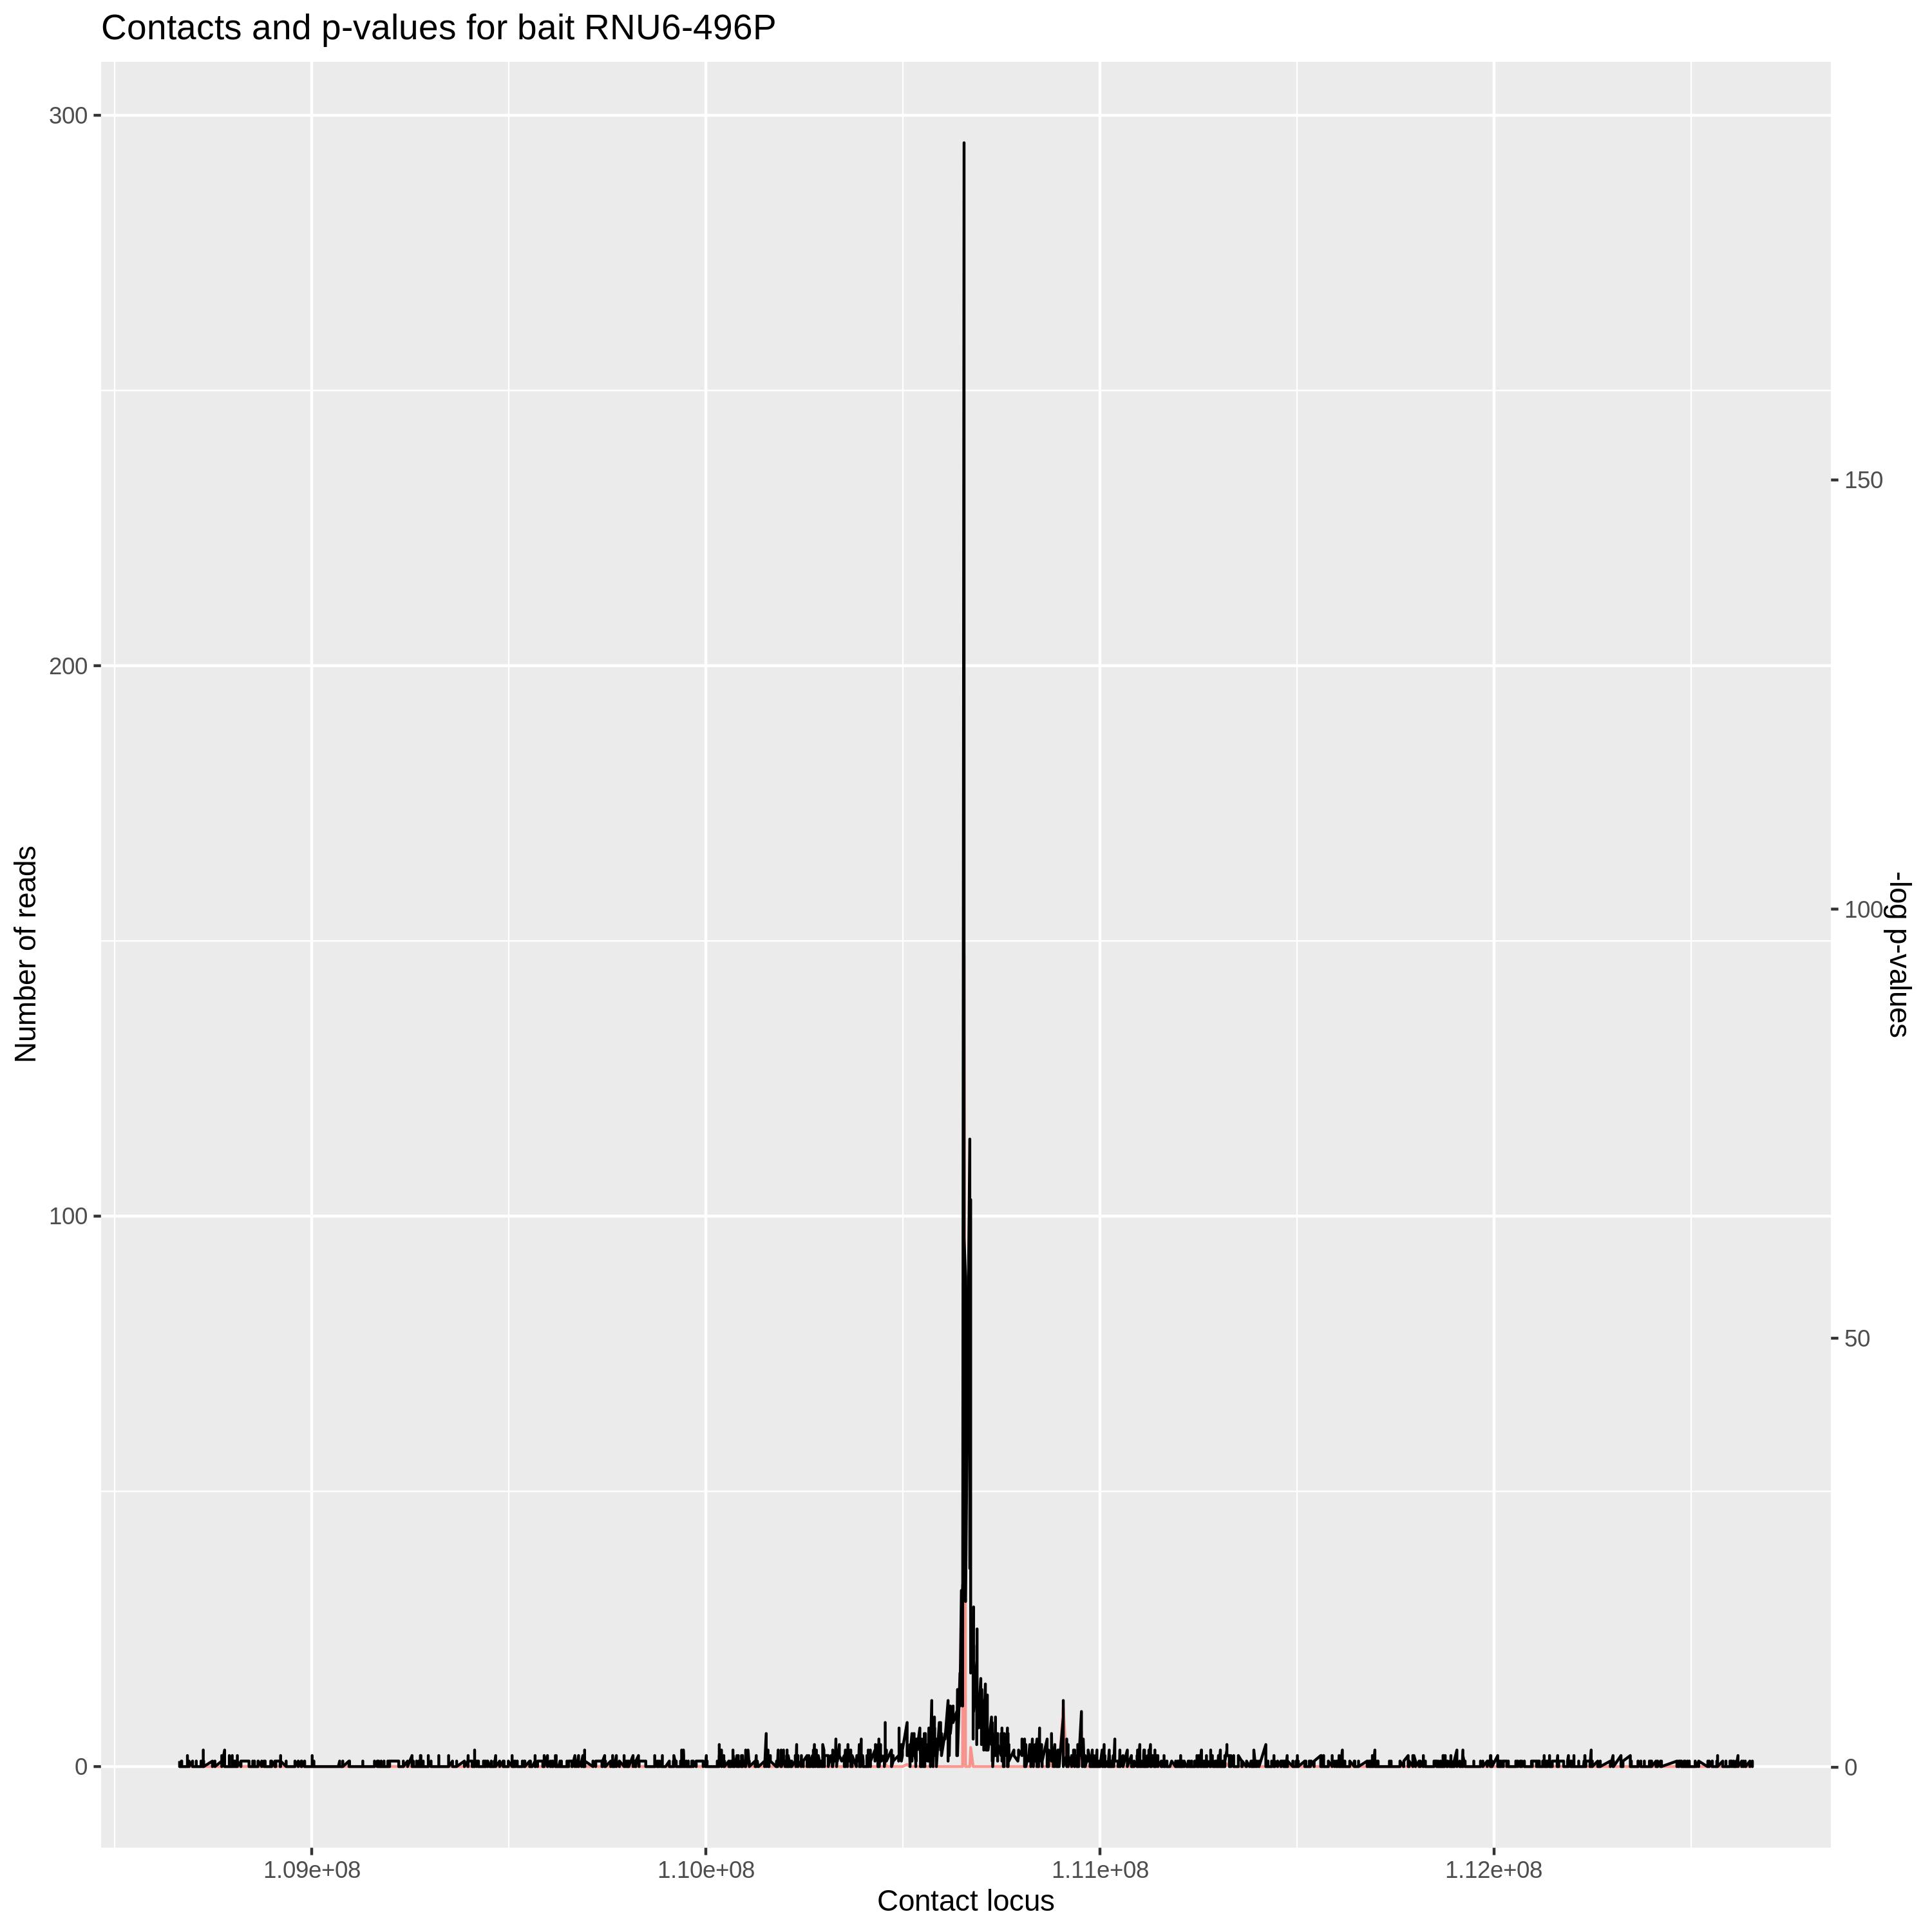 Contacts and p-values for bait RNU6-496P
300
200
100
0
150
100
50
0
Number of reads
-log p-values
1.09e+08 1.10e+08 1.11e+08 1.12e+08
Contact locus